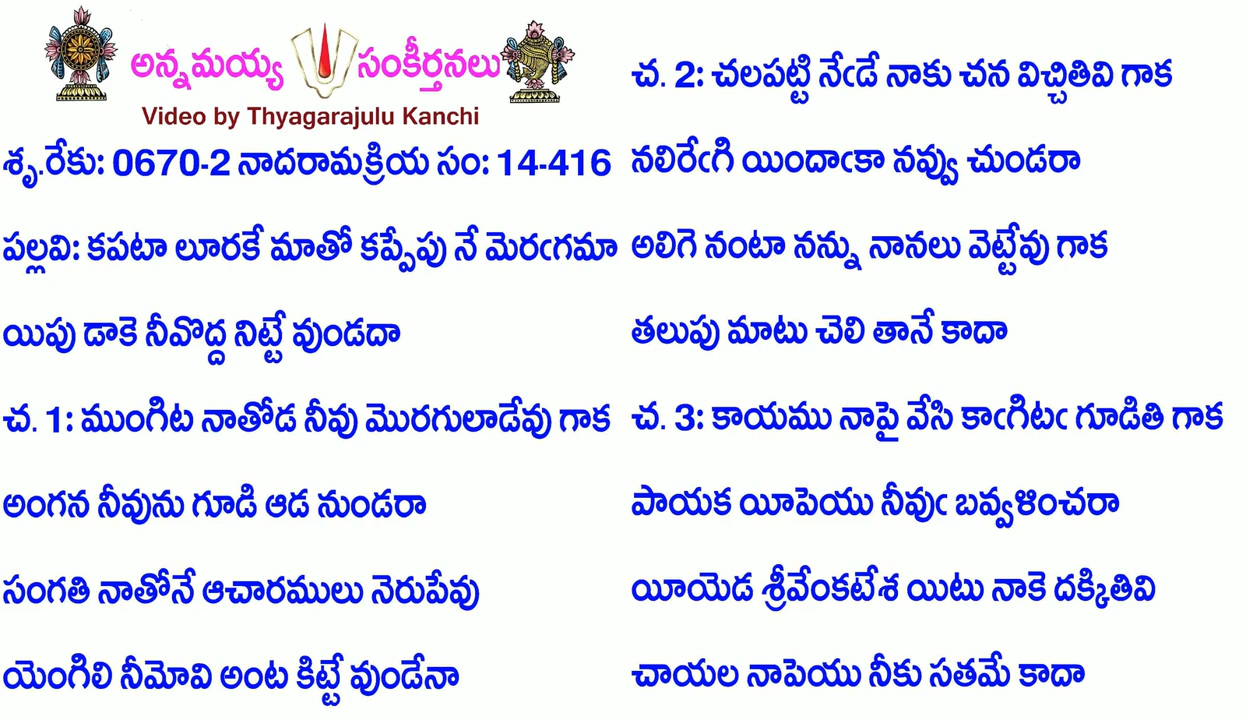 అన్నమయ్య సంకీర్తనలు
Video by Thyagarajulu Kanchi
శృ.రేకు: 0670-2 నాదరామక్రియ సం: 14-416
పల్లవి: కపటా లూరకే మాతో కప్పేపు నే మెరఁగమా
యిపు డాకె నీవొద్ద నిట్టే వుండదా
చ. 1: ముంగిట నాతోడ నీవు మొరగులాడేవు గాక
అంగన నీవును గూడి ఆడ నుండరా
సంగతి నాతోనే ఆచారములు నెరుపేవు
యెంగిలి నీమోవి అంట కిట్టే వుండేనా
చ. 2: చలపట్టి నేఁడే నాకు చన విచ్చితివి గాక
నలిరేఁగి యిందాఁకా నవ్వు చుండరా
అలిగె నంటా నన్ను నానలు వెట్టేవు గాక
తలుపు మాటు చెలి తానే కాదా
చ. 3: కాయము నాపై వేసి కాఁగిటఁ గూడితి గాక
పాయక యీపెయు నీవుఁ బవ్వళించరా
యీయెడ శ్రీవేంకటేశ యిటు నాకె దక్కితివి
చాయల నాపెయు నీకు సతమే కాదా